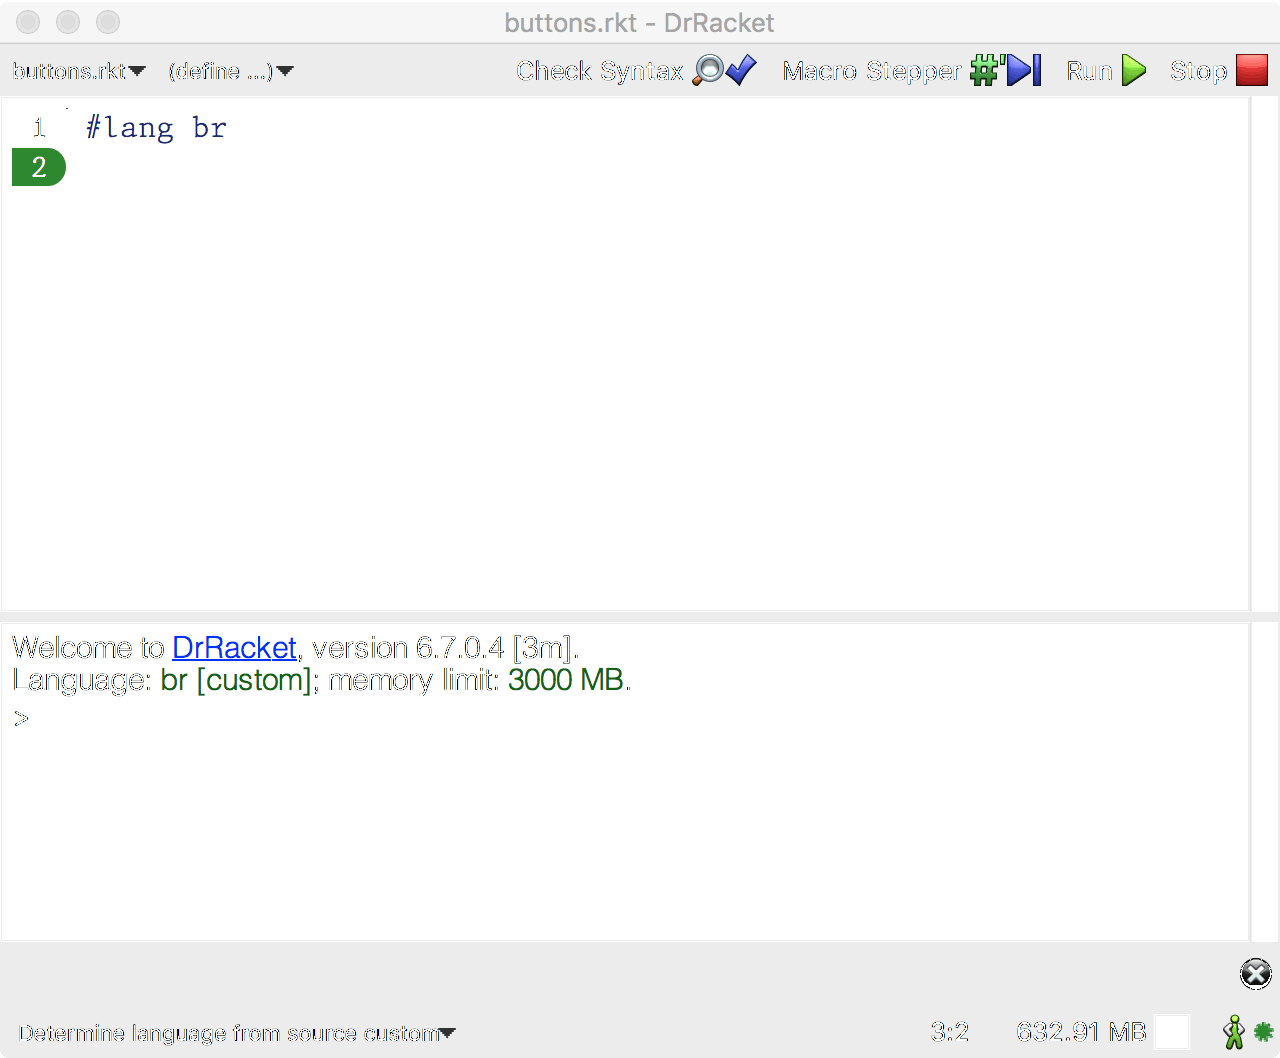 buttons.rkt - DrRacket
buttons.rkt (define ...) Check Syntax Macro Stepper #' Run Stop
1 #lang br
2
Welcome to DrRacket, version 6.7.0.4 [3m].
Language: br [custom]; memory limit: 3000 MB.
>
Determine language from source custom 3:2 632.91 MB